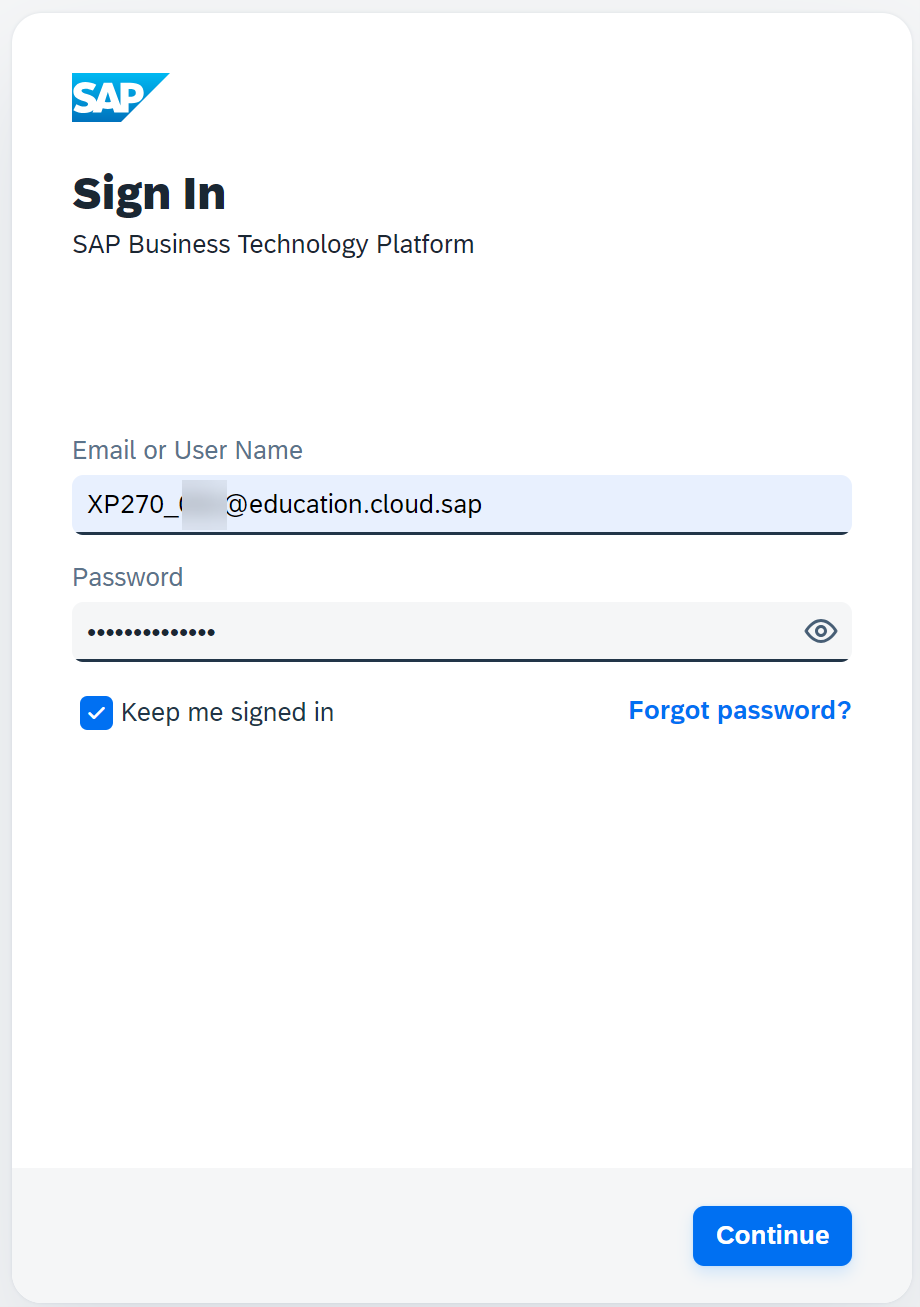 SAP
Sign In
SAP Business Technology Platform
Email or User Name
XP270_ @education.cloud.sap
Password
••••••••••••••
Keep me signed in
Forgot password?
Continue